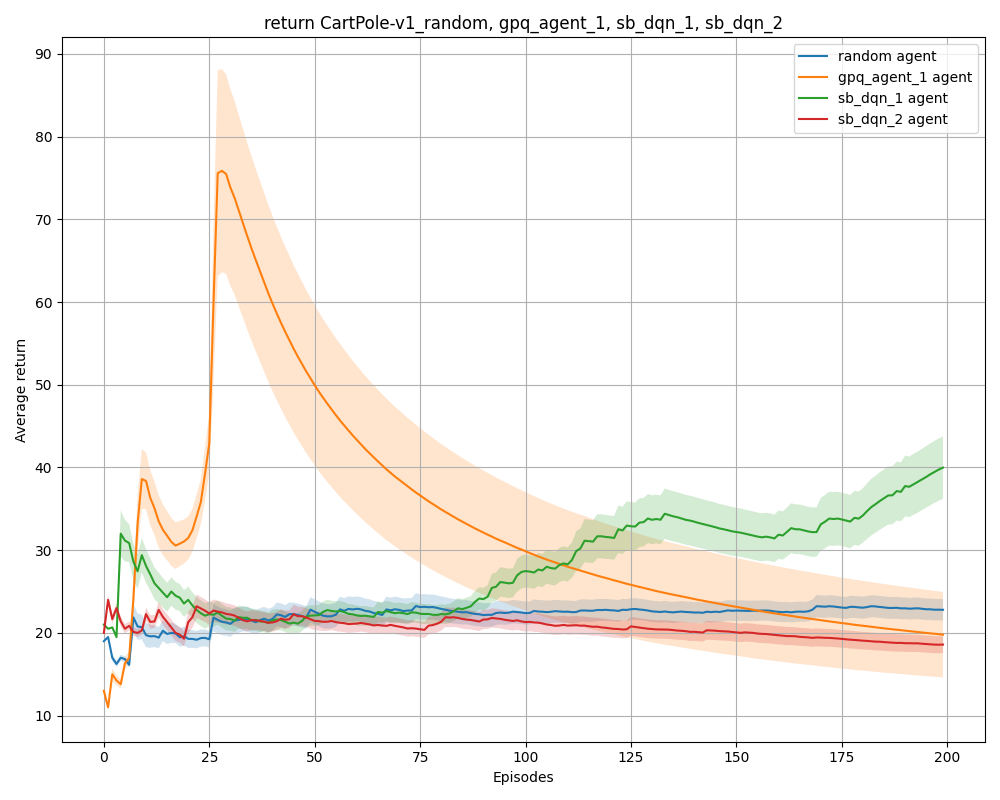 return CartPole-v1_random, gpq_agent_1, sb_dqn_1, sb_dqn_2
random agent
gpq_agent_1 agent
sb_dqn_1 agent
sb_dqn_2 agent
Average return
90
80
70
60
50
40
30
20
10
0 25 50 75 100 125 150 175 200
Episodes